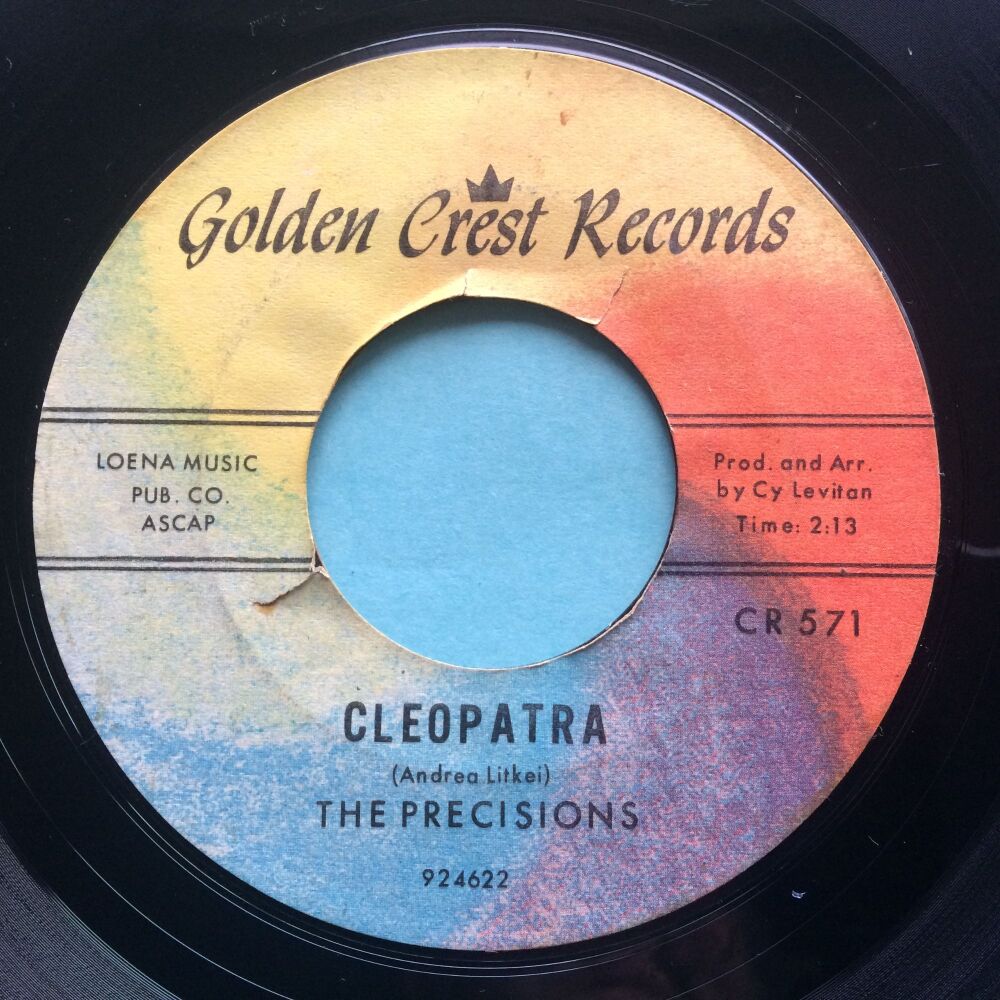 Golden Crest Records
LOENA MUSIC
PUB. CO.
ASCAP
Prod. and Arr.
by Cy Levitan
Time: 2:13
CR 571
CLEOPATRA
(Andrea Litkei)
THE PRECISIONS
924622